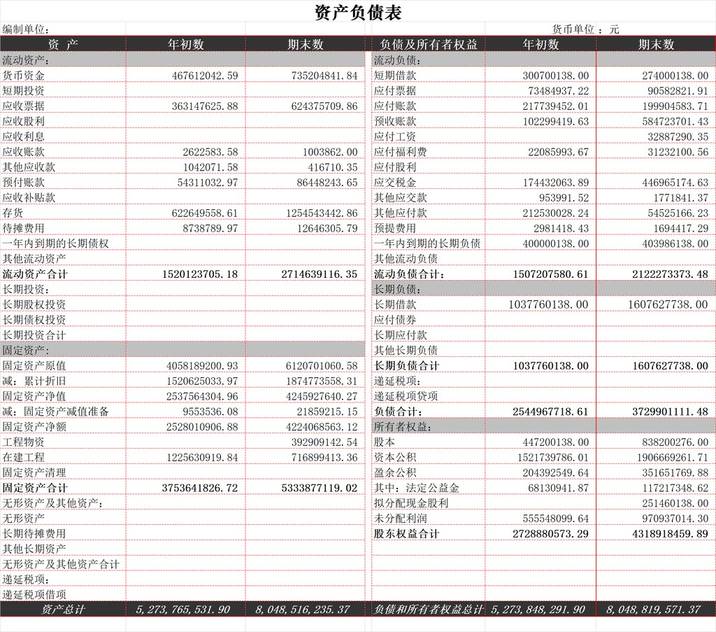 资产负债表
编制单位： 货币单位：元
资 产 年初数 期末数 负债及所有者权益 年初数 期末数
流动资产： 流动负债：
货币资金 467612042.59 735204841.84 短期借款 300700138.00 274000138.00
短期投资 应付票据 73484937.22 90582821.91
应收票据 363147625.88 624375709.86 应付账款 217739452.01 199904583.71
应收股利 预收账款 102299419.63 584723701.43
应收利息 应付工资 32887290.35
应收账款 2622583.58 1003862.00 应付福利费 22085993.67 31232100.56
其他应收款 1042071.58 416710.35 应付股利
预付账款 54311032.97 86448243.65 应交税金 174432063.89 446965174.63
应收补贴款 其他应交款 953991.52 1771841.37
存货 622649558.61 1254543442.86 其他应付款 212530028.24 54525166.23
待摊费用 8738789.97 12646305.79 预提费用 2981418.43 1694417.29
一年内到期的长期债权 一年内到期的长期负债 400000138.00 403986138.00
其他流动资产 其他流动负债
流动资产合计 1520123705.18 2714639116.35 流动负债合计： 1507207580.61 2122273373.48
长期投资： 长期负债：
长期股权投资 长期借款 1037760138.00 1607627738.00
长期债权投资 应付债券
长期投资合计 长期应付款
固定资产： 其他长期负债
固定资产原值 4058189200.93 6120701060.58 长期负债合计 1037760138.00 1607627738.00
减：累计折旧 1520625033.97 1874773558.31 递延税项：
固定资产净值 2537564304.96 4245927640.27 递延税项贷项
减：固定资产减值准备 9553536.08 21859215.15 负债合计： 2544967718.61 3729901111.48
固定资产净额 2528010906.88 4224068563.12 所有者权益：
工程物资 392909142.54 股本 447200138.00 838200276.00
在建工程 1225630919.84 716899413.36 资本公积 1521739786.01 1906669261.71
固定资产清理 盈余公积 204392549.64 351651769.88
固定资产合计 3753641826.72 5333877119.02 其中：法定公益金 68130941.87 117217348.62
无形资产及其他资产： 拟分配现金股利 251460138.00
无形资产 未分配利润 555548099.64 970937014.30
长期待摊费用 股东权益合计 2728880573.29 4318918459.89
其他长期资产
无形资产及其他资产合计
递延税项：
递延税项借项
资产总计 5,273,765,531.90 8,048,516,235.37 负债和所有者权益总计 5,273,848,291.90 8,048,819,571.37